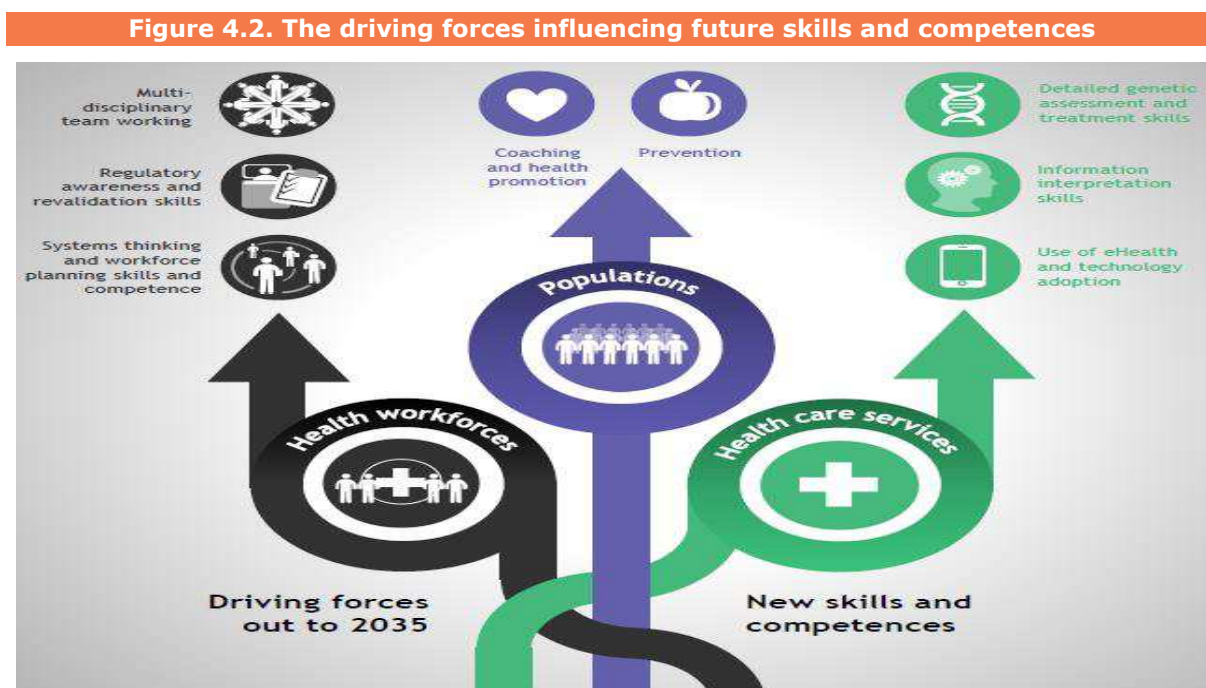 Figure 4.2. The driving forces influencing future skills and competences
Multi-
disciplinary
team working
Regulatory
awareness and
revalidation skills
Systems thinking
and workforce
planning skills and
competence
Coaching
and health
promotion
Prevention
Detailed genetic
assessment and
treatment skills
Information
interpretation
skills
Use of eHealth
and technology
adoption
Populations
Health workforces
Health care services
Driving forces
out to 2035
New skills and
competences